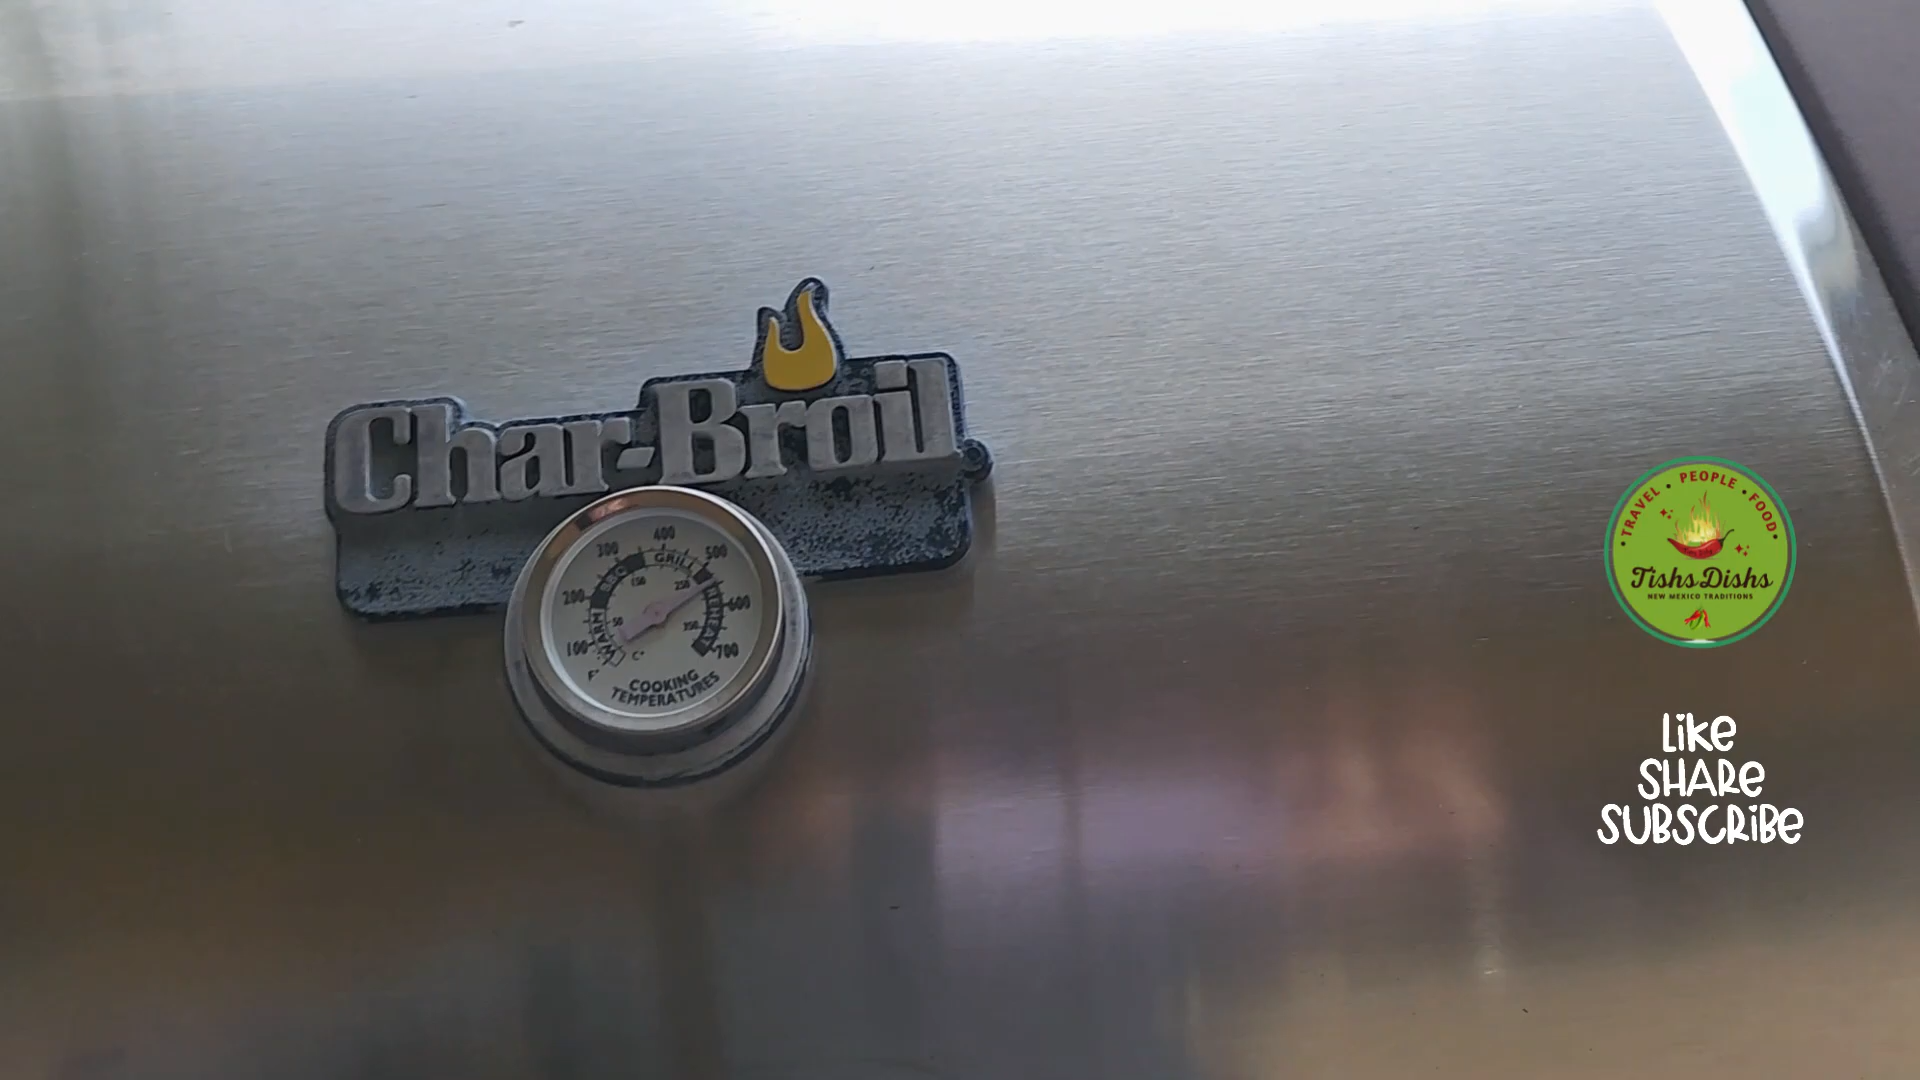 Char-Broil
100 200 300 400 500 600 700
WARM BBQ GRILL
50 150 250 350
F° C°
COOKING
TEMPERATURES
• TRAVEL • PEOPLE • FOOD •
TishsDishs
NEW MEXICO TRADITIONS
Like
SHARe
SUBSCRiBe